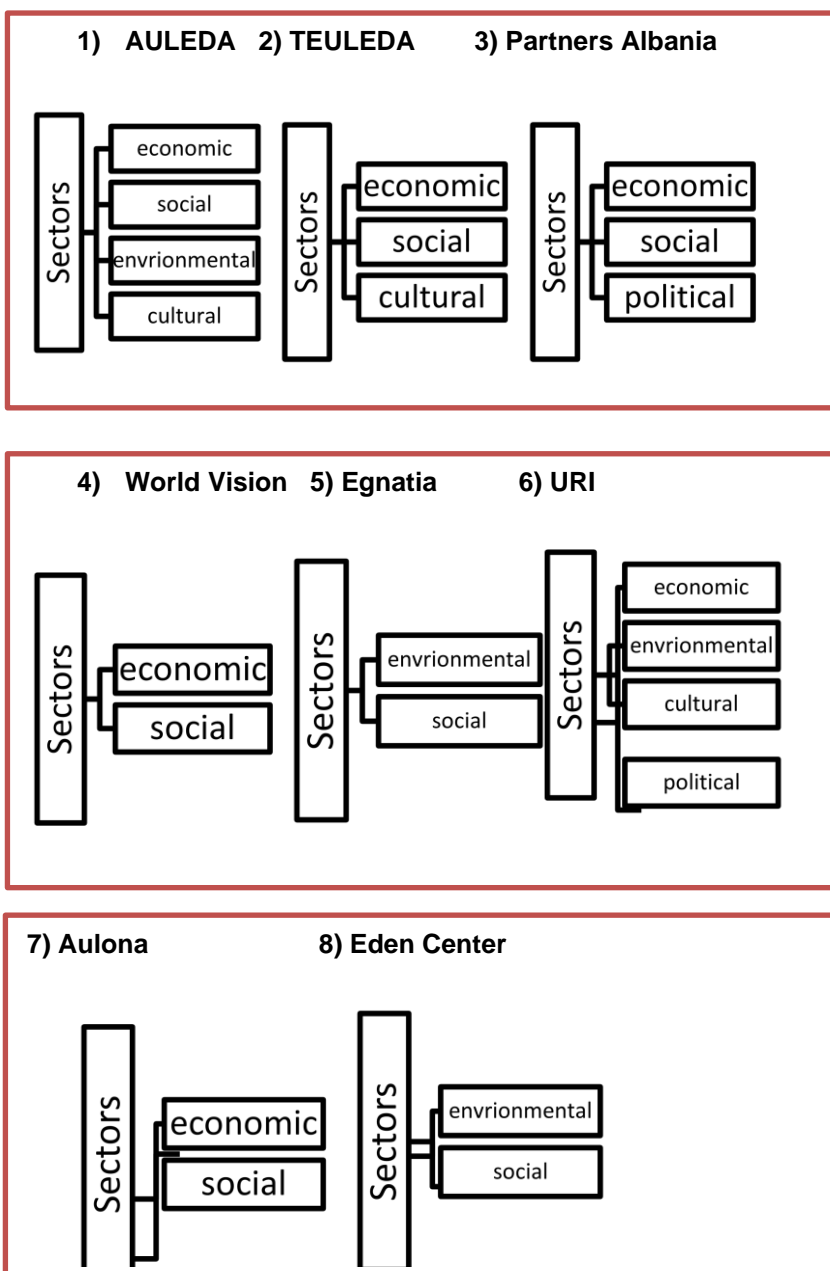 1) AULEDA 2) TEULEDA 3) Partners Albania
Sectors
economic
social
envrionmental
cultural
Sectors
economic
social
cultural
Sectors
economic
social
political
4) World Vision 5) Egnatia 6) URI
Sectors
economic
social
Sectors
envrionmental
social
Sectors
economic
envrionmental
cultural
political
7) Aulona 8) Eden Center
Sectors
economic
social
Sectors
envrionmental
social